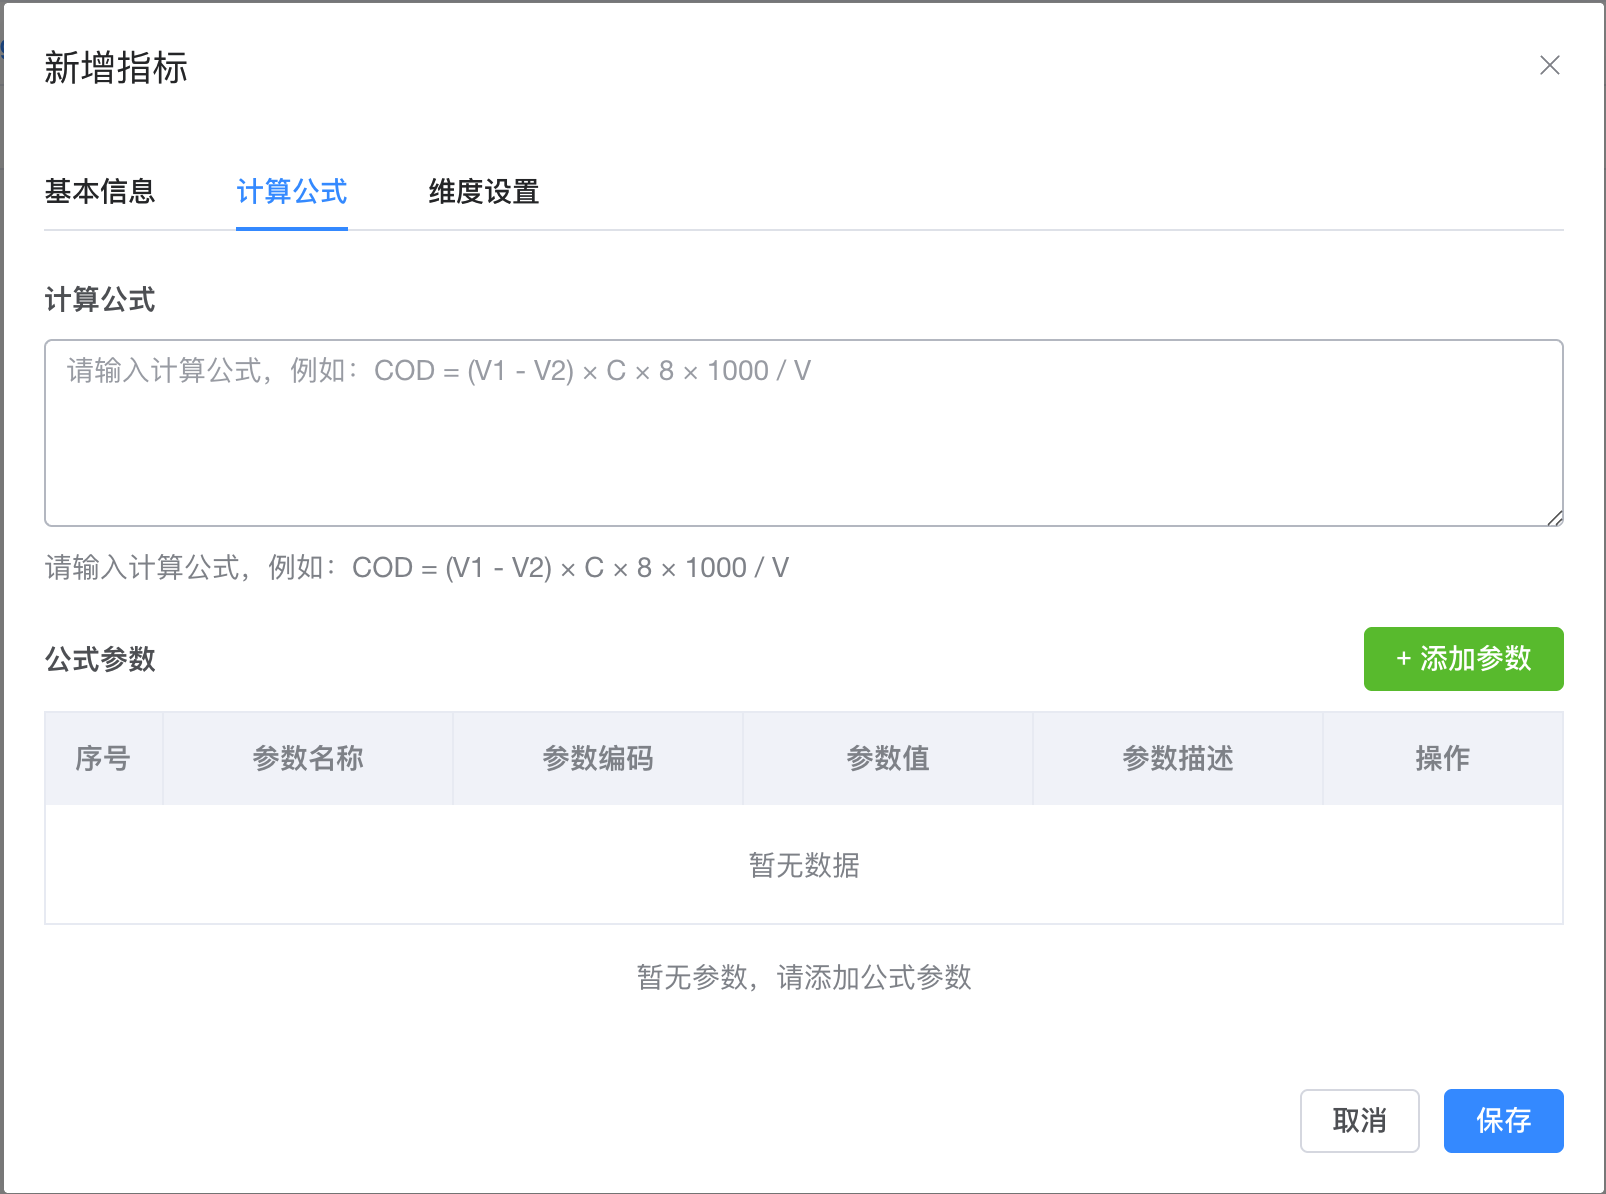 新增指标
基本信息 计算公式 维度设置
计算公式
请输入计算公式，例如：COD = (V1 - V2) × C × 8 × 1000 / V
请输入计算公式，例如：COD = (V1 - V2) × C × 8 × 1000 / V
公式参数 + 添加参数
序号 参数名称 参数编码 参数值 参数描述 操作
暂无数据
暂无参数，请添加公式参数
取消 保存